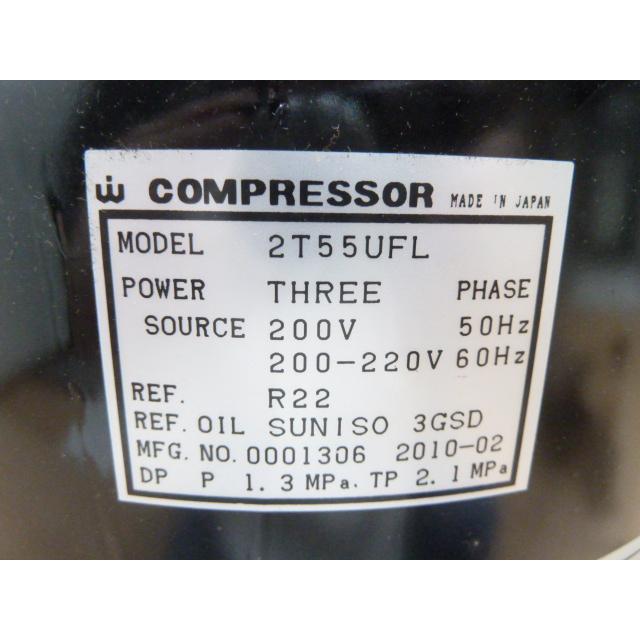 COMPRESSOR MADE IN JAPAN
MODEL 2T55UFL
POWER THREE PHASE
SOURCE 200V 50Hz
200-220V 60Hz
REF. R22
REF. OIL SUNISO 3GSD
MFG. NO. 0001306 2010-02
DP P 1.3 MPa. TP 2.1 MPa